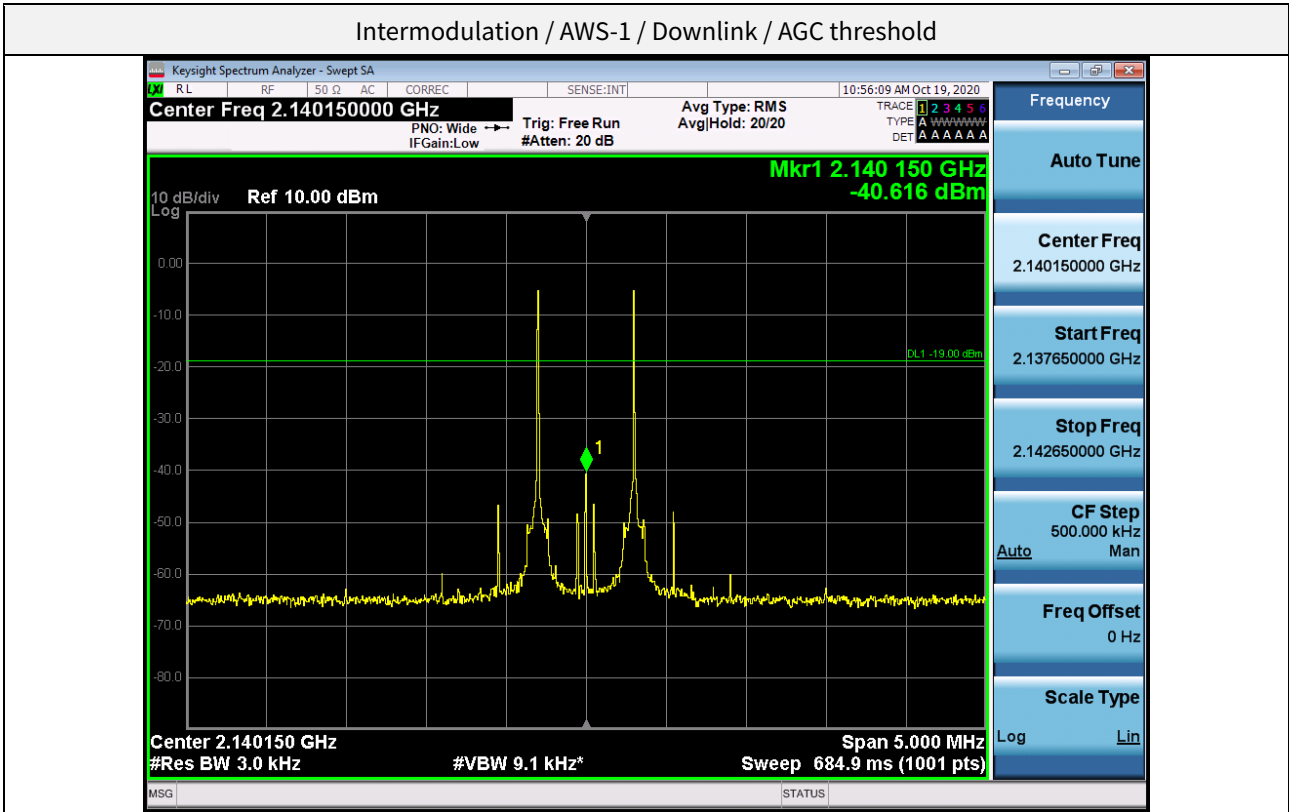 Intermodulation / AWS-1 / Downlink / AGC threshold
Keysight Spectrum Analyzer - Swept SA
LXI RL RF 50 Ω AC CORREC SENSE:INT 10:56:09 AM Oct 19, 2020
Center Freq 2.140150000 GHz
PNO: Wide
IFGain:Low
Trig: Free Run
#Atten: 20 dB
Avg Type: RMS
Avg|Hold: 20/20
TRACE 1 2 3 4 5 6
TYPE A WWWWW
DET A A A A A A
Mkr1 2.140 150 GHz
-40.616 dBm
10 dB/div Ref 10.00 dBm
Log
0.00
-10.0
DL1 -19.00 dBm
-20.0
-30.0
1
-40.0
-50.0
-60.0
-70.0
-80.0
Center 2.140150 GHz Span 5.000 MHz
#Res BW 3.0 kHz #VBW 9.1 kHz* Sweep 684.9 ms (1001 pts)
MSG STATUS
Frequency
Auto Tune
Center Freq
2.140150000 GHz
Start Freq
2.137650000 GHz
Stop Freq
2.142650000 GHz
CF Step
500.000 kHz
Auto Man
Freq Offset
0 Hz
Scale Type
Log Lin